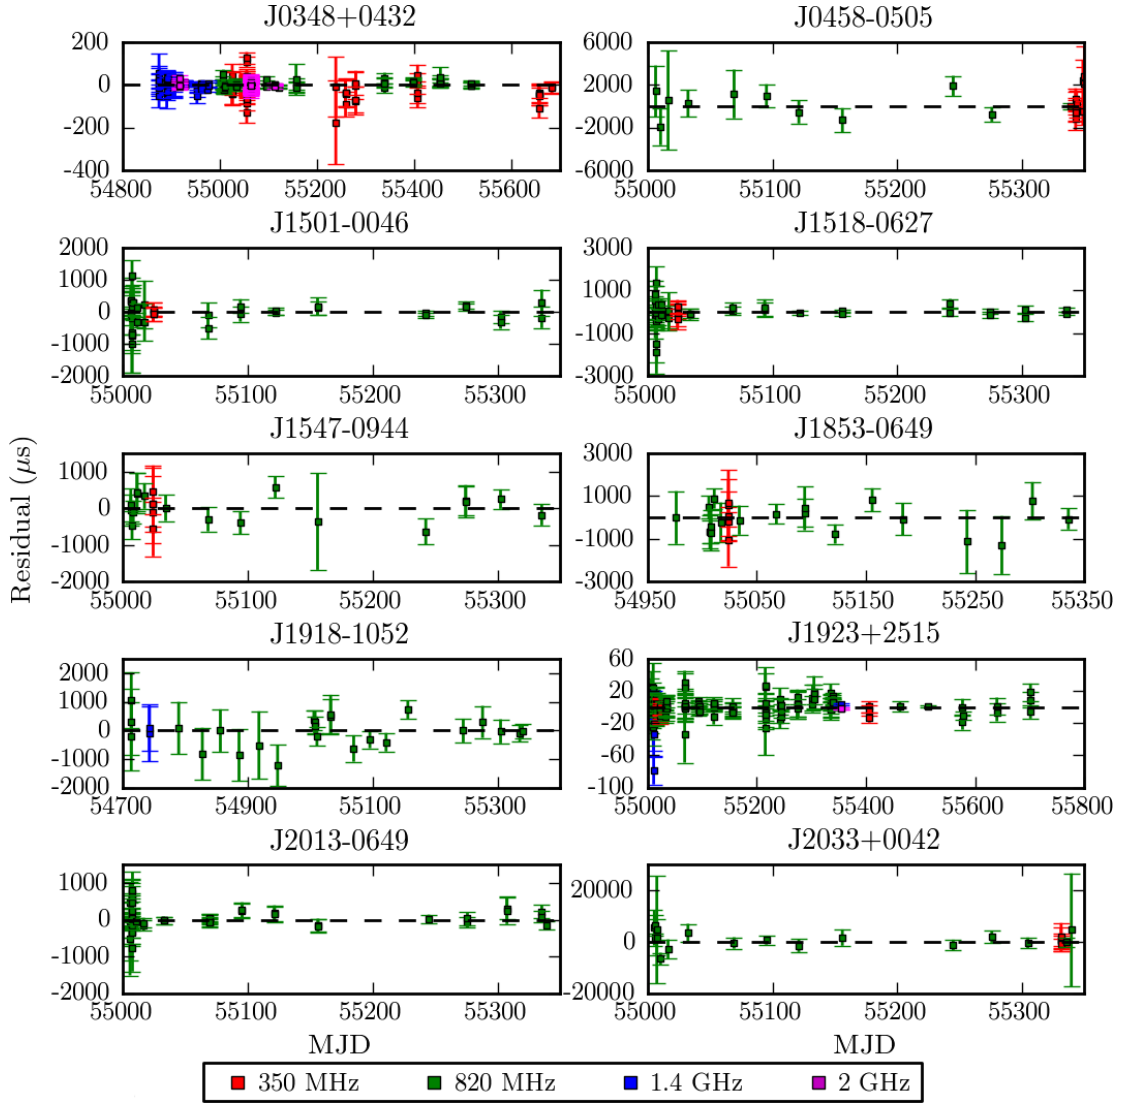 J0348+0432
200
0
-200
-400
54800 55000 55200 55400 55600
J0458-0505
6000
2000
-2000
-6000
55000 55100 55200 55300
J1501-0046
2000
1000
0
-1000
-2000
55000 55100 55200 55300
J1518-0627
3000
1000
-1000
-3000
55000 55100 55200 55300
J1547-0944
1000
0
-1000
-2000
55000 55100 55200 55300
J1853-0649
3000
1000
-1000
-3000
54950 55050 55150 55250 55350
J1918-1052
2000
1000
0
-1000
-2000
54700 54900 55100 55300
J1923+2515
60
20
-20
-60
-100
55000 55200 55400 55600 55800
J2013-0649
1000
0
-1000
-2000
55000 55100 55200 55300
J2033+0042
20000
0
-20000
55000 55100 55200 55300
Residual (μs)
MJD MJD
350 MHz 820 MHz 1.4 GHz 2 GHz